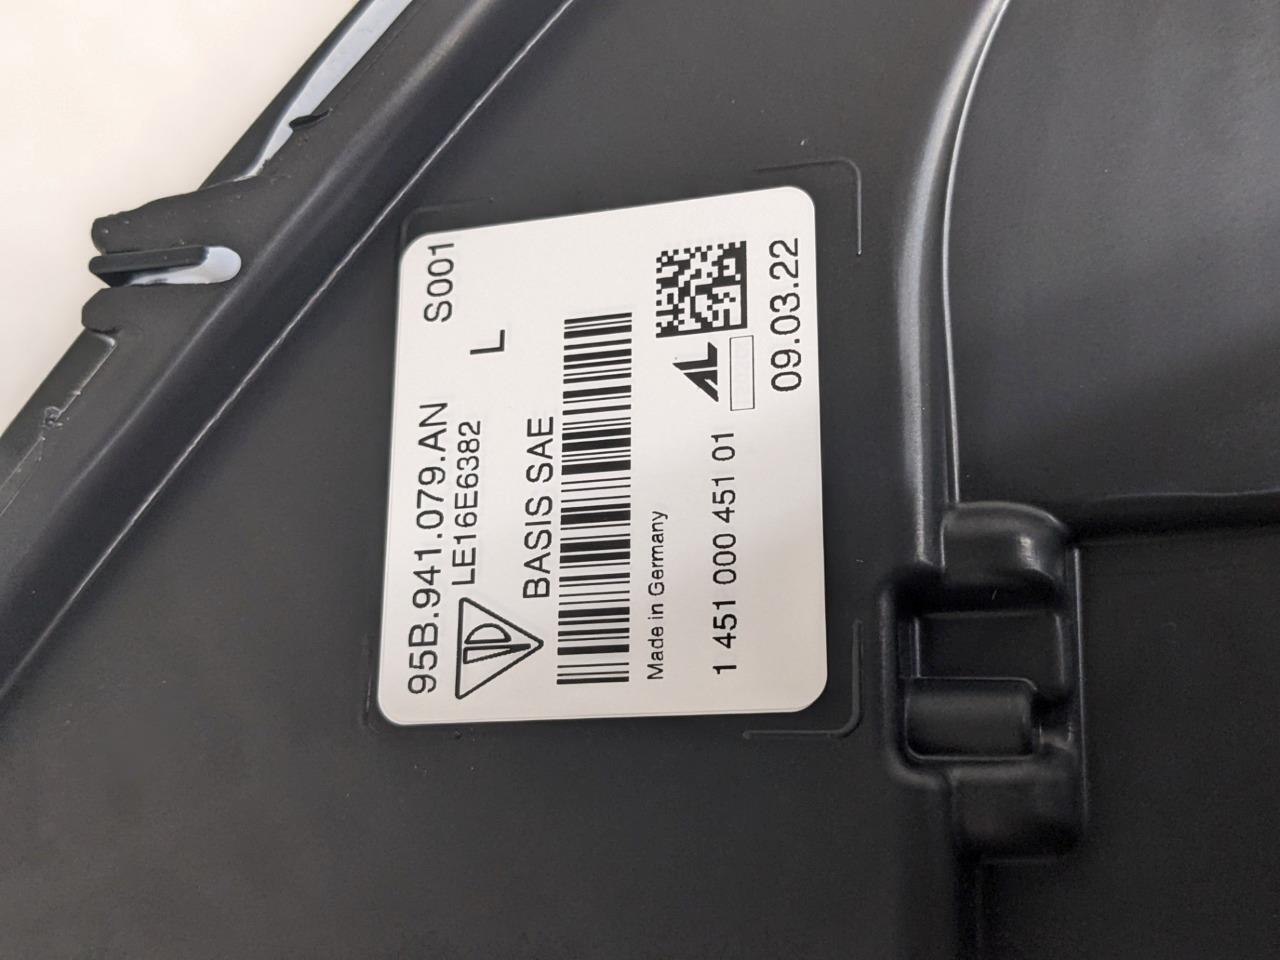 95B.941.079.AN S001
LE16E6382
L
BASIS SAE
Made in Germany
AL
1 451 000 451 01
09.03.22